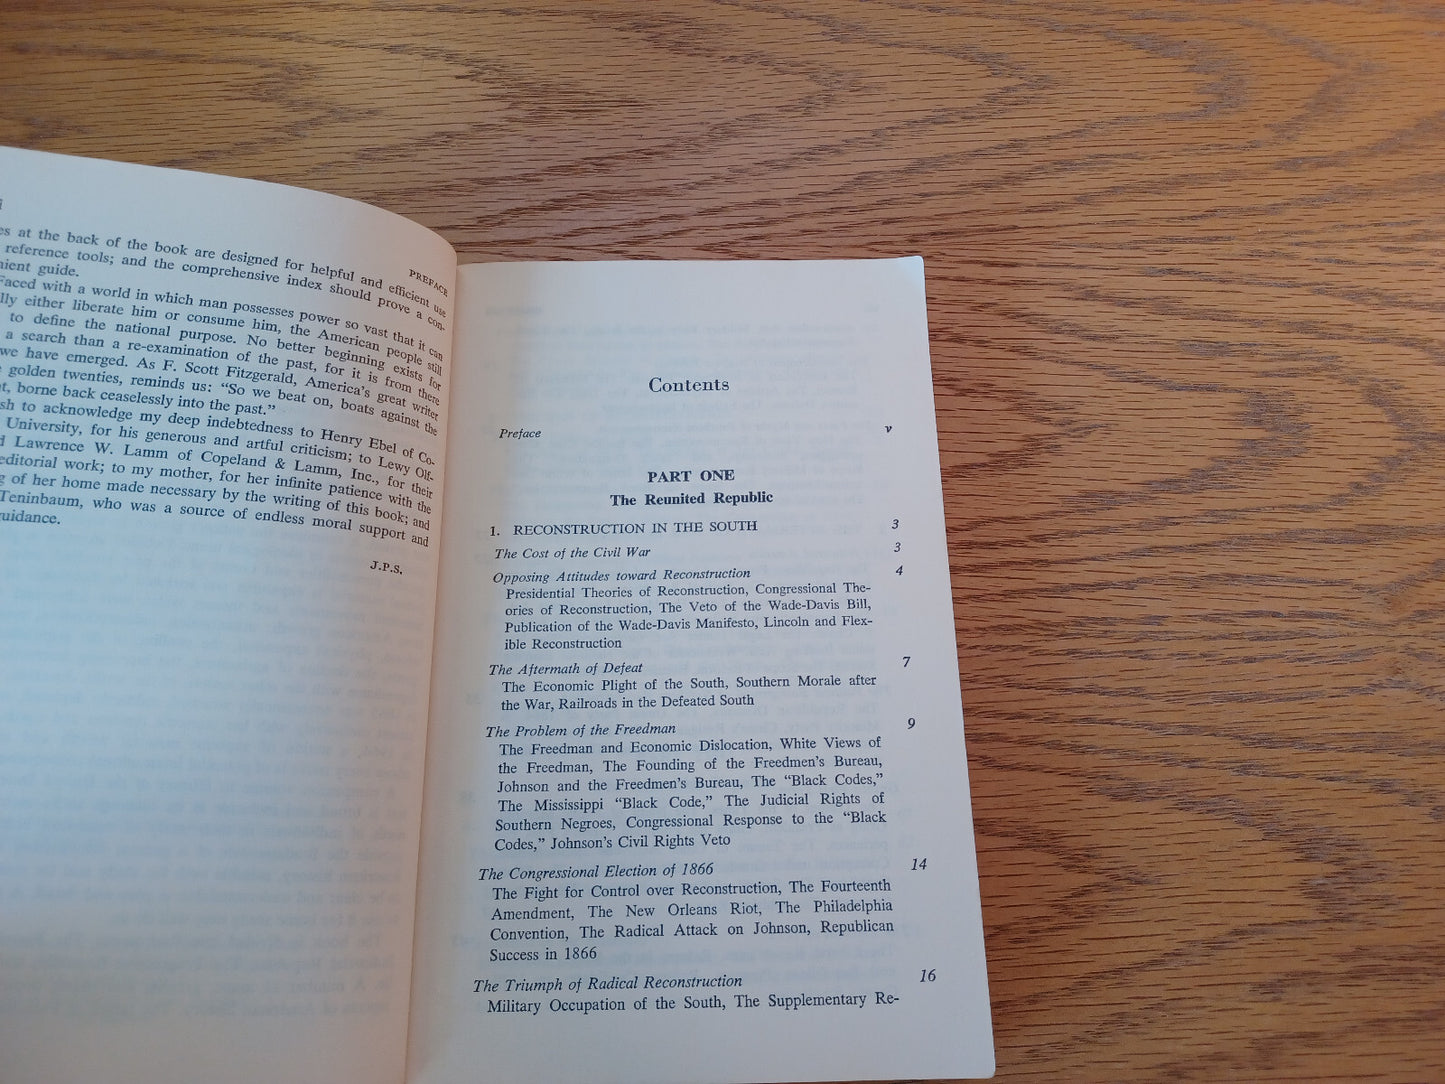 PREFACE
es at the back of the book are designed for helpful and efficient use
reference tools; and the comprehensive index should prove a con-
nient guide.
Faced with a world in which man possesses power so vast that it can
lly either liberate him or consume him, the American people still
to define the national purpose. No better beginning exists for
a search than a re-examination of the past, for it is from there
we have emerged. As F. Scott Fitzgerald, America's great writer
golden twenties, reminds us: "So we beat on, boats against the
t, borne back ceaselessly into the past."
sh to acknowledge my deep indebtedness to Henry Ebel of Co-
University, for his generous and artful criticism; to Lewy Olf-
d Lawrence W. Lamm of Copeland & Lamm, Inc., for their
editorial work; to my mother, for her infinite patience with the
g of her home made necessary by the writing of this book; and
Teninbaum, who was a source of endless moral support and
guidance.
J.P.S.
Contents
Preface v
PART ONE
The Reunited Republic
1. RECONSTRUCTION IN THE SOUTH 3
The Cost of the Civil War 3
Opposing Attitudes toward Reconstruction 4
Presidential Theories of Reconstruction, Congressional The-
ories of Reconstruction, The Veto of the Wade-Davis Bill,
Publication of the Wade-Davis Manifesto, Lincoln and Flex-
ible Reconstruction
The Aftermath of Defeat 7
The Economic Plight of the South, Southern Morale after
the War, Railroads in the Defeated South
The Problem of the Freedman 9
The Freedman and Economic Dislocation, White Views of
the Freedman, The Founding of the Freedmen's Bureau,
Johnson and the Freedmen's Bureau, The "Black Codes,"
The Mississippi "Black Code," The Judicial Rights of
Southern Negroes, Congressional Response to the "Black
Codes," Johnson's Civil Rights Veto
The Congressional Election of 1866 14
The Fight for Control over Reconstruction, The Fourteenth
Amendment, The New Orleans Riot, The Philadelphia
Convention, The Radical Attack on Johnson, Republican
Success in 1866
The Triumph of Radical Reconstruction 16
Military Occupation of the South, The Supplementary Re-